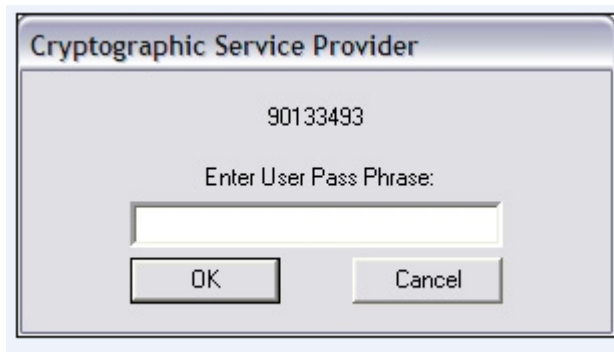 Cryptographic Service Provider
90133493
Enter User Pass Phrase:
OK
Cancel